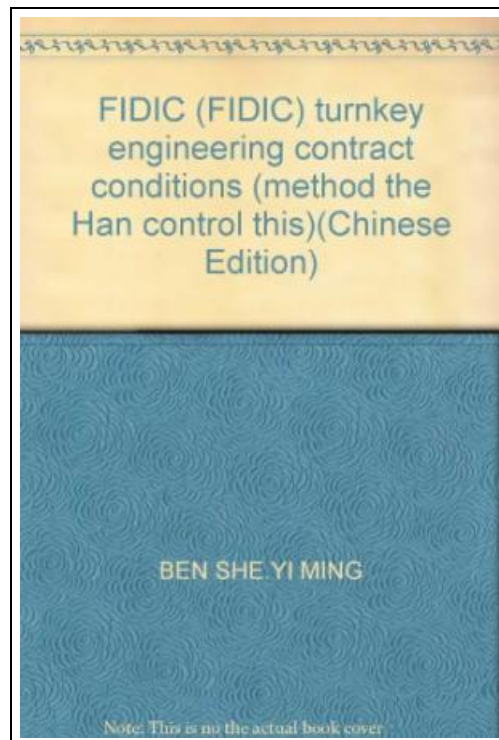 FIDIC (FIDIC) turnkey
engineering contract
conditions (method the
Han control this)(Chinese
Edition)
BEN SHE.YI MING
Note: This is no the actual book cover